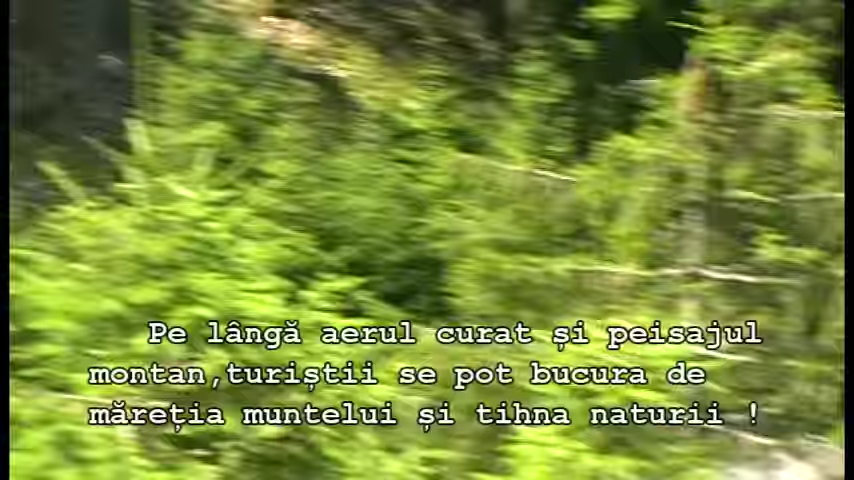 Pe lângă aerul curat și peisajul
montan,turiștii se pot bucura de
măreția muntelui și tihna naturii !